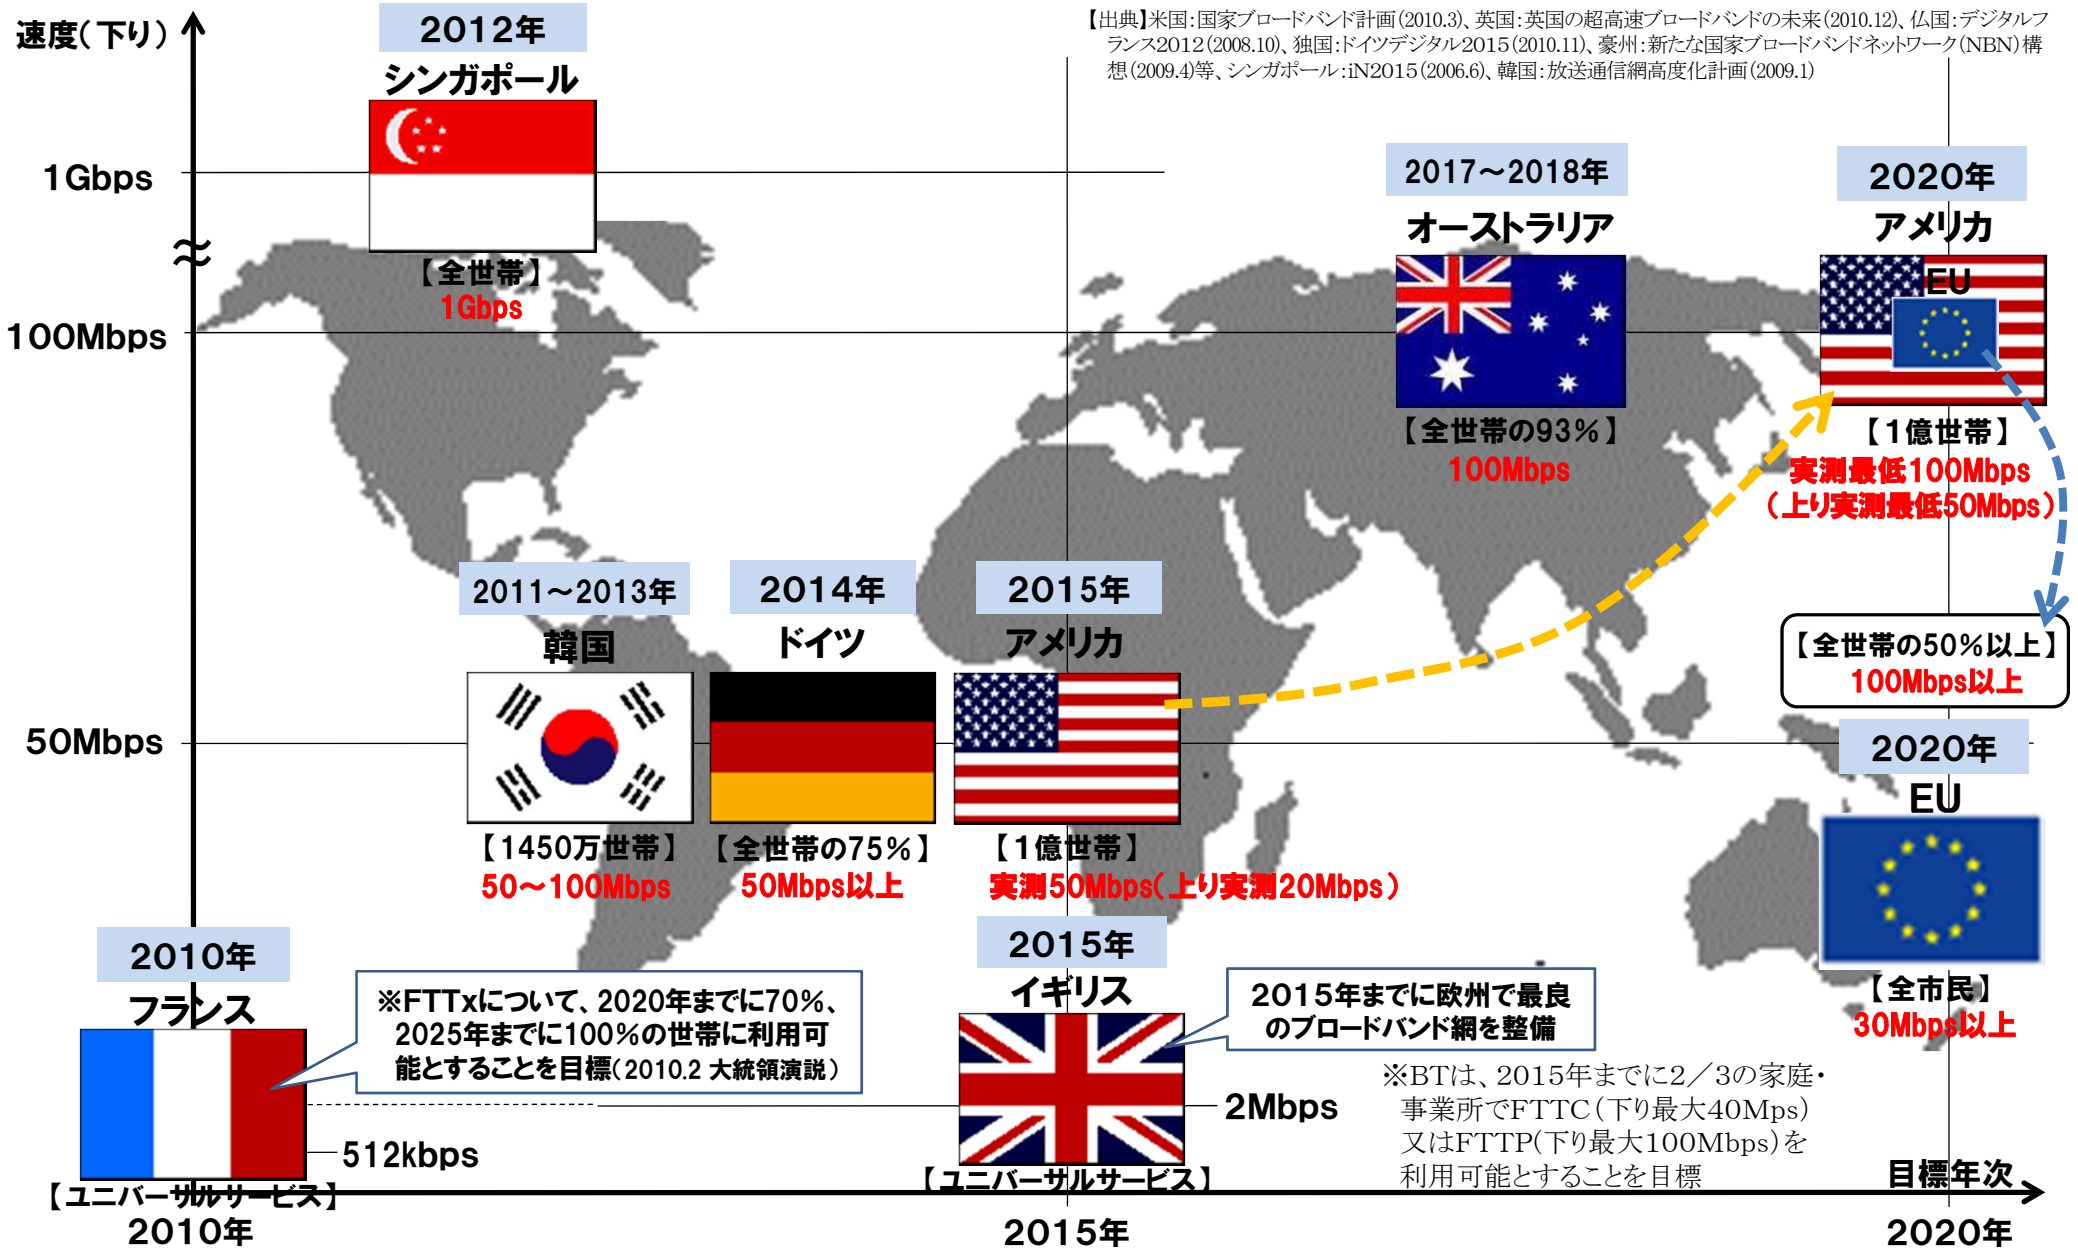 速度(下り)
【出典】米国:国家ブロードバンド計画(2010.3)、英国:英国の超高速ブロードバンドの未来(2010.12)、仏国:デジタルフ
ランス2012(2008.10)、独国:ドイツデジタル2015(2010.11)、豪州:新たな国家ブロードバンドネットワーク(NBN)構
想(2009.4)等、シンガポール:iN2015(2006.6)、韓国:放送通信網高度化計画(2009.1)
2012年
シンガポール
【全世帯】
1Gbps
1Gbps
100Mbps
50Mbps
2017~2018年
オーストラリア
【全世帯の93%】
100Mbps
2020年
アメリカ
EU
【1億世帯】
実測最低100Mbps
(上り実測最低50Mbps)
【全世帯の50%以上】
100Mbps以上
2011~2013年
韓国
【1450万世帯】
50~100Mbps
2014年
ドイツ
【全世帯の75%】
50Mbps以上
2015年
アメリカ
【1億世帯】
実測50Mbps(上り実測20Mbps)
2020年
EU
【全市民】
30Mbps以上
2010年
フランス
【ユニバーサルサービス】
512kbps
※FTTxについて、2020年までに70%、
2025年までに100%の世帯に利用可
能とすることを目標(2010.2 大統領演説)
2015年
イギリス
【ユニバーサルサービス】
2Mbps
2015年までに欧州で最良
のブロードバンド網を整備
※BTは、2015年までに2/3の家庭・
事業所でFTTC(下り最大40Mps)
又はFTTP(下り最大100Mbps)を
利用可能とすることを目標
目標年次
2010年
2015年
2020年